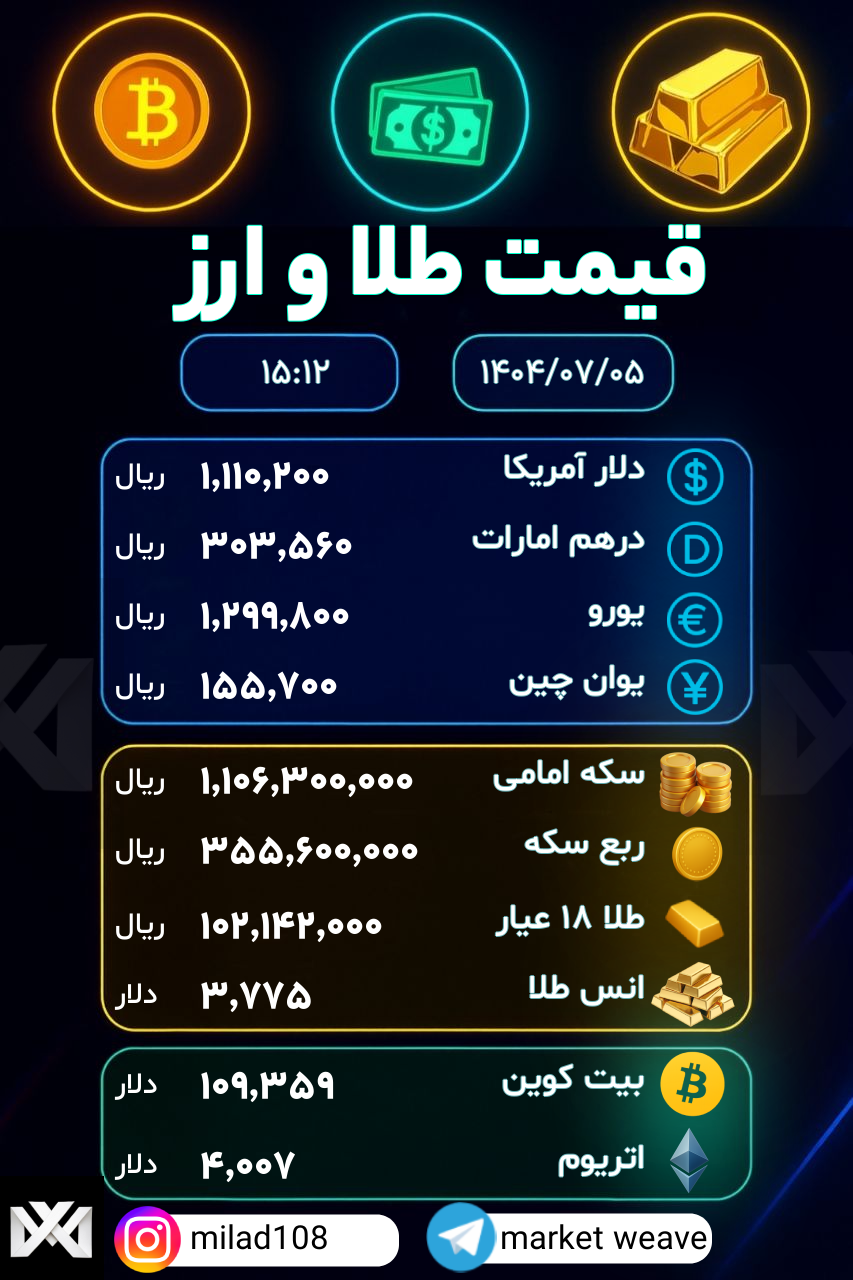 قیمت طلا و ارز
۱۴۰۴/۰۷/۰۵ ۱۵:۱۲
دلار آمریکا ۱,۱۱۰,۲۰۰ ریال
درهم امارات ۳۰۳,۵۶۰ ریال
یورو ۱,۲۹۹,۸۰۰ ریال
یوان چین ۱۵۵,۷۰۰ ریال
سکه امامی ۱,۱۰۶,۳۰۰,۰۰۰ ریال
ربع سکه ۳۵۵,۶۰۰,۰۰۰ ریال
طلا ۱۸ عیار ۱۰۲,۱۴۲,۰۰۰ ریال
انس طلا ۳,۷۷۵ دلار
بیت کوین ۱۰۹,۳۵۹ دلار
اتریوم ۴,۰۰۷ دلار
milad108 market weave